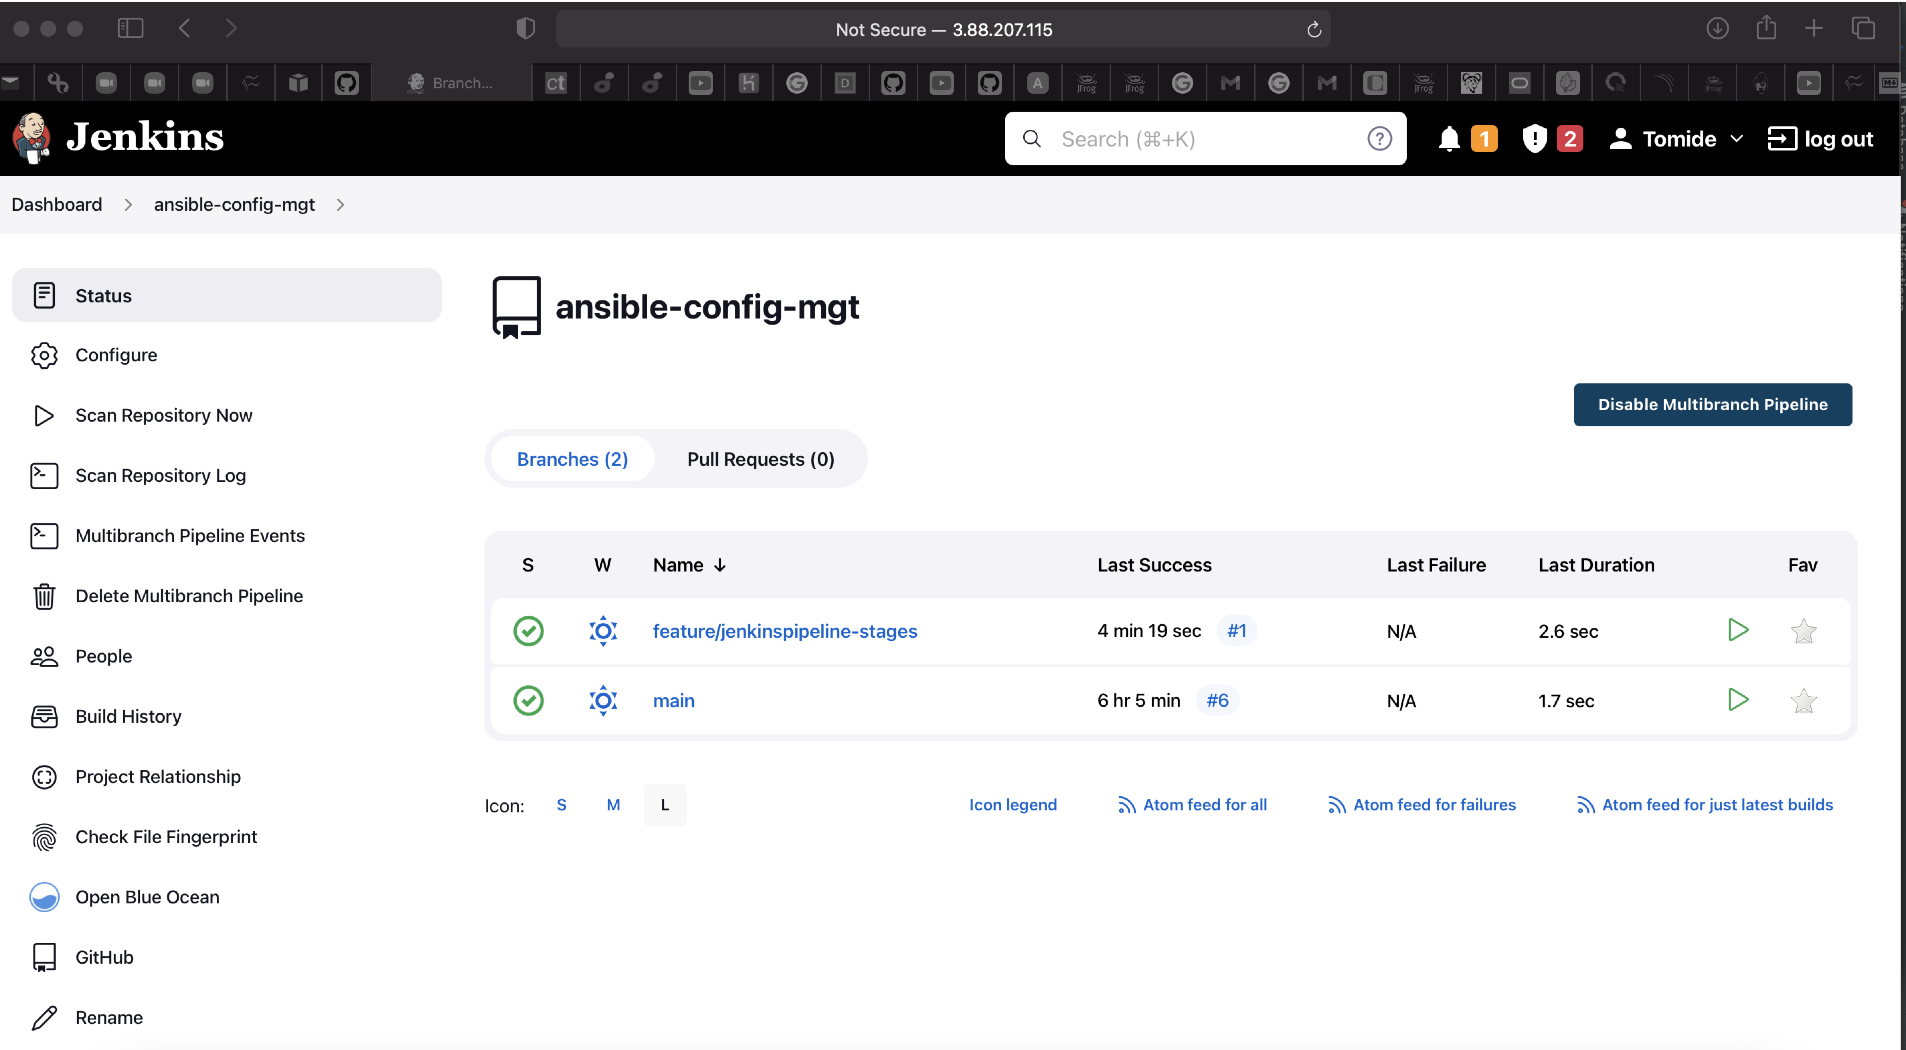 Not Secure — 3.88.207.115
Branch...
ct
D
A
JFrog
JFrog
JFrog
Jenkins
Search (⌘+K)
1
2
Tomide
log out
Dashboard
ansible-config-mgt
Status
Configure
Scan Repository Now
Scan Repository Log
Multibranch Pipeline Events
Delete Multibranch Pipeline
People
Build History
Project Relationship
Check File Fingerprint
Open Blue Ocean
GitHub
Rename
ansible-config-mgt
Disable Multibranch Pipeline
Branches (2)
Pull Requests (0)
S W Name ↓ Last Success Last Failure Last Duration Fav
feature/jenkinspipeline-stages 4 min 19 sec #1 N/A 2.6 sec
main 6 hr 5 min #6 N/A 1.7 sec
Icon: S M L
Icon legend
Atom feed for all
Atom feed for failures
Atom feed for just latest builds